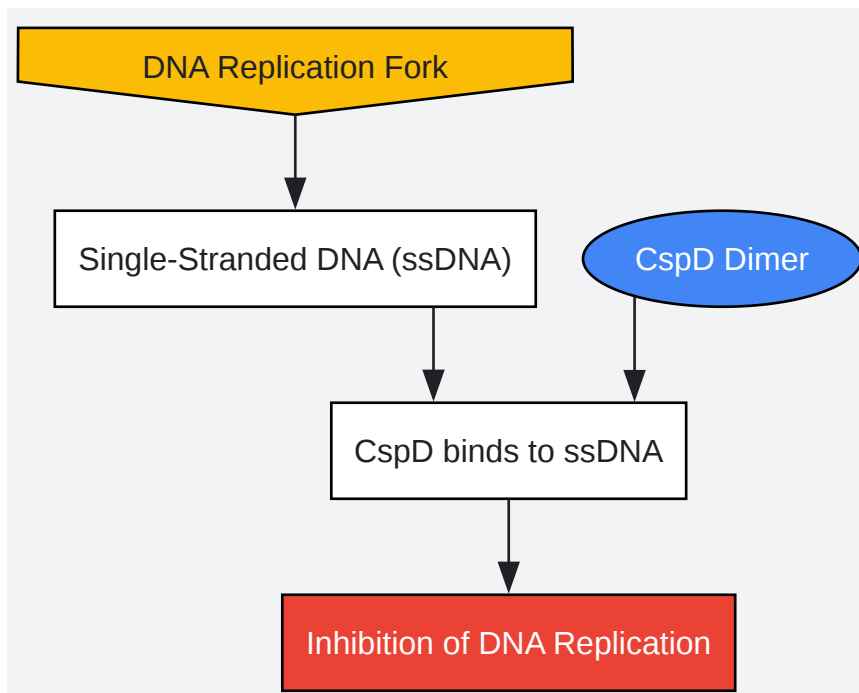 DNA Replication Fork
Single-Stranded DNA (ssDNA)
CspD Dimer
CspD binds to ssDNA
Inhibition of DNA Replication